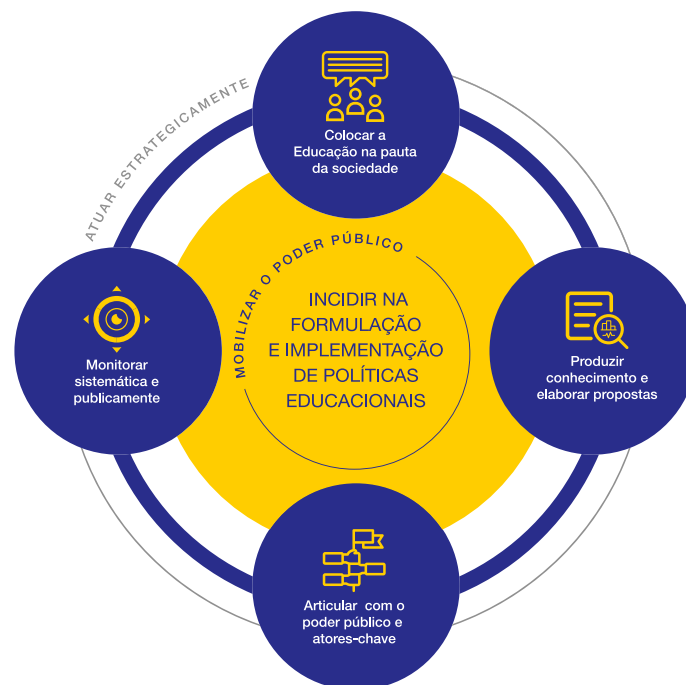 ATUAR ESTRATEGICAMENTE
Colocar a
Educação na pauta
da sociedade
MOBILIZAR O PODER PÚBLICO
INCIDIR NA
FORMULAÇÃO
E IMPLEMENTAÇÃO
DE POLÍTICAS
EDUCACIONAIS
Monitorar
sistemática e
publicamente
Produzir
conhecimento e
elaborar propostas
Articular com o
poder público e
atores-chave